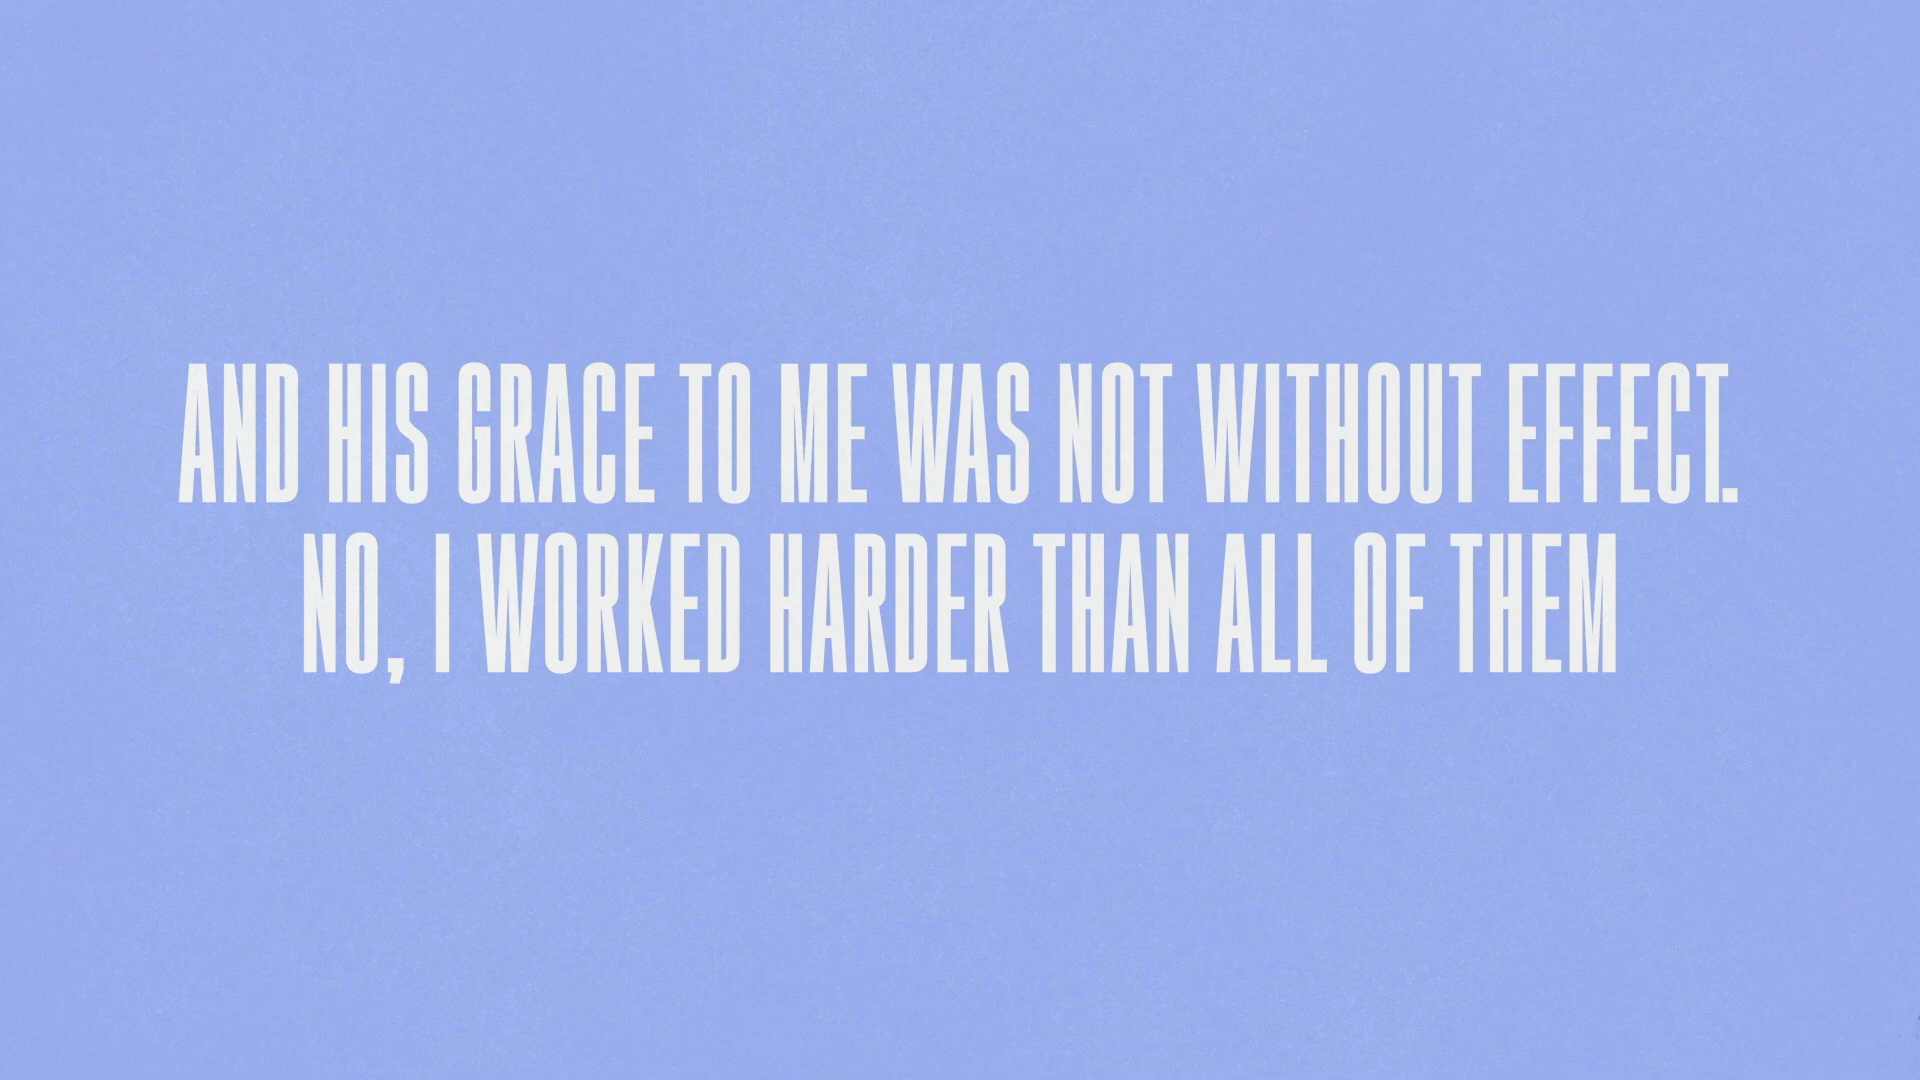 AND HIS GRACE TO ME WAS NOT WITHOUT EFFECT.
NO, I WORKED HARDER THAN ALL OF THEM